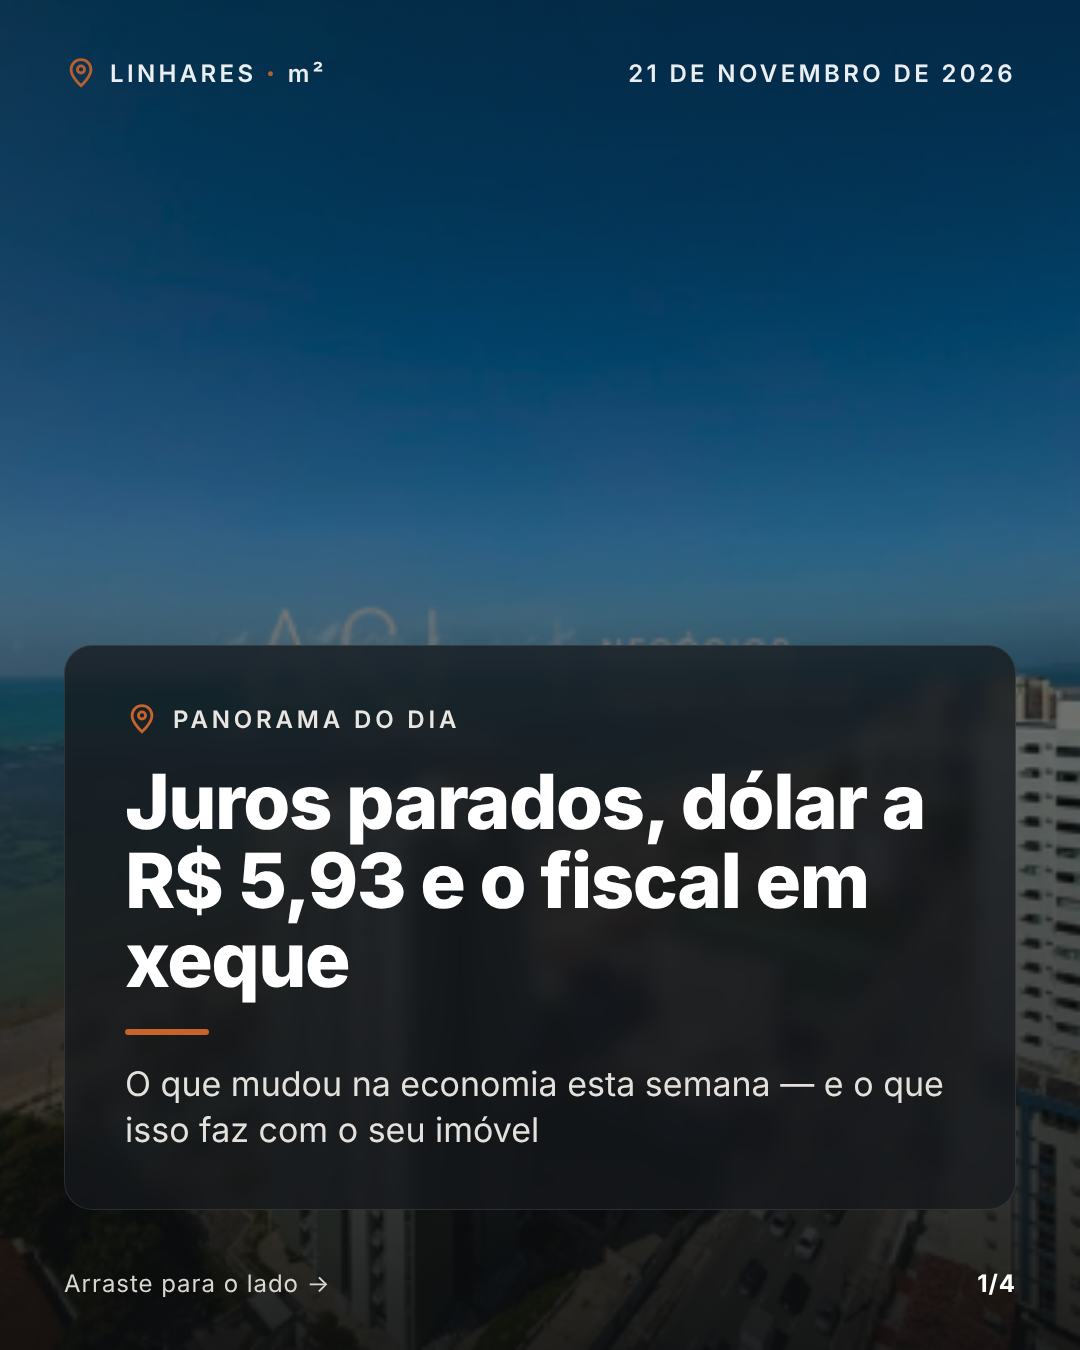 LINHARES · m²
21 DE NOVEMBRO DE 2026
NEGÓCIOS
PANORAMA DO DIA
Juros parados, dólar a
R$ 5,93 e o fiscal em
xeque
O que mudou na economia esta semana — e o que
isso faz com o seu imóvel
Arraste para o lado →
1/4